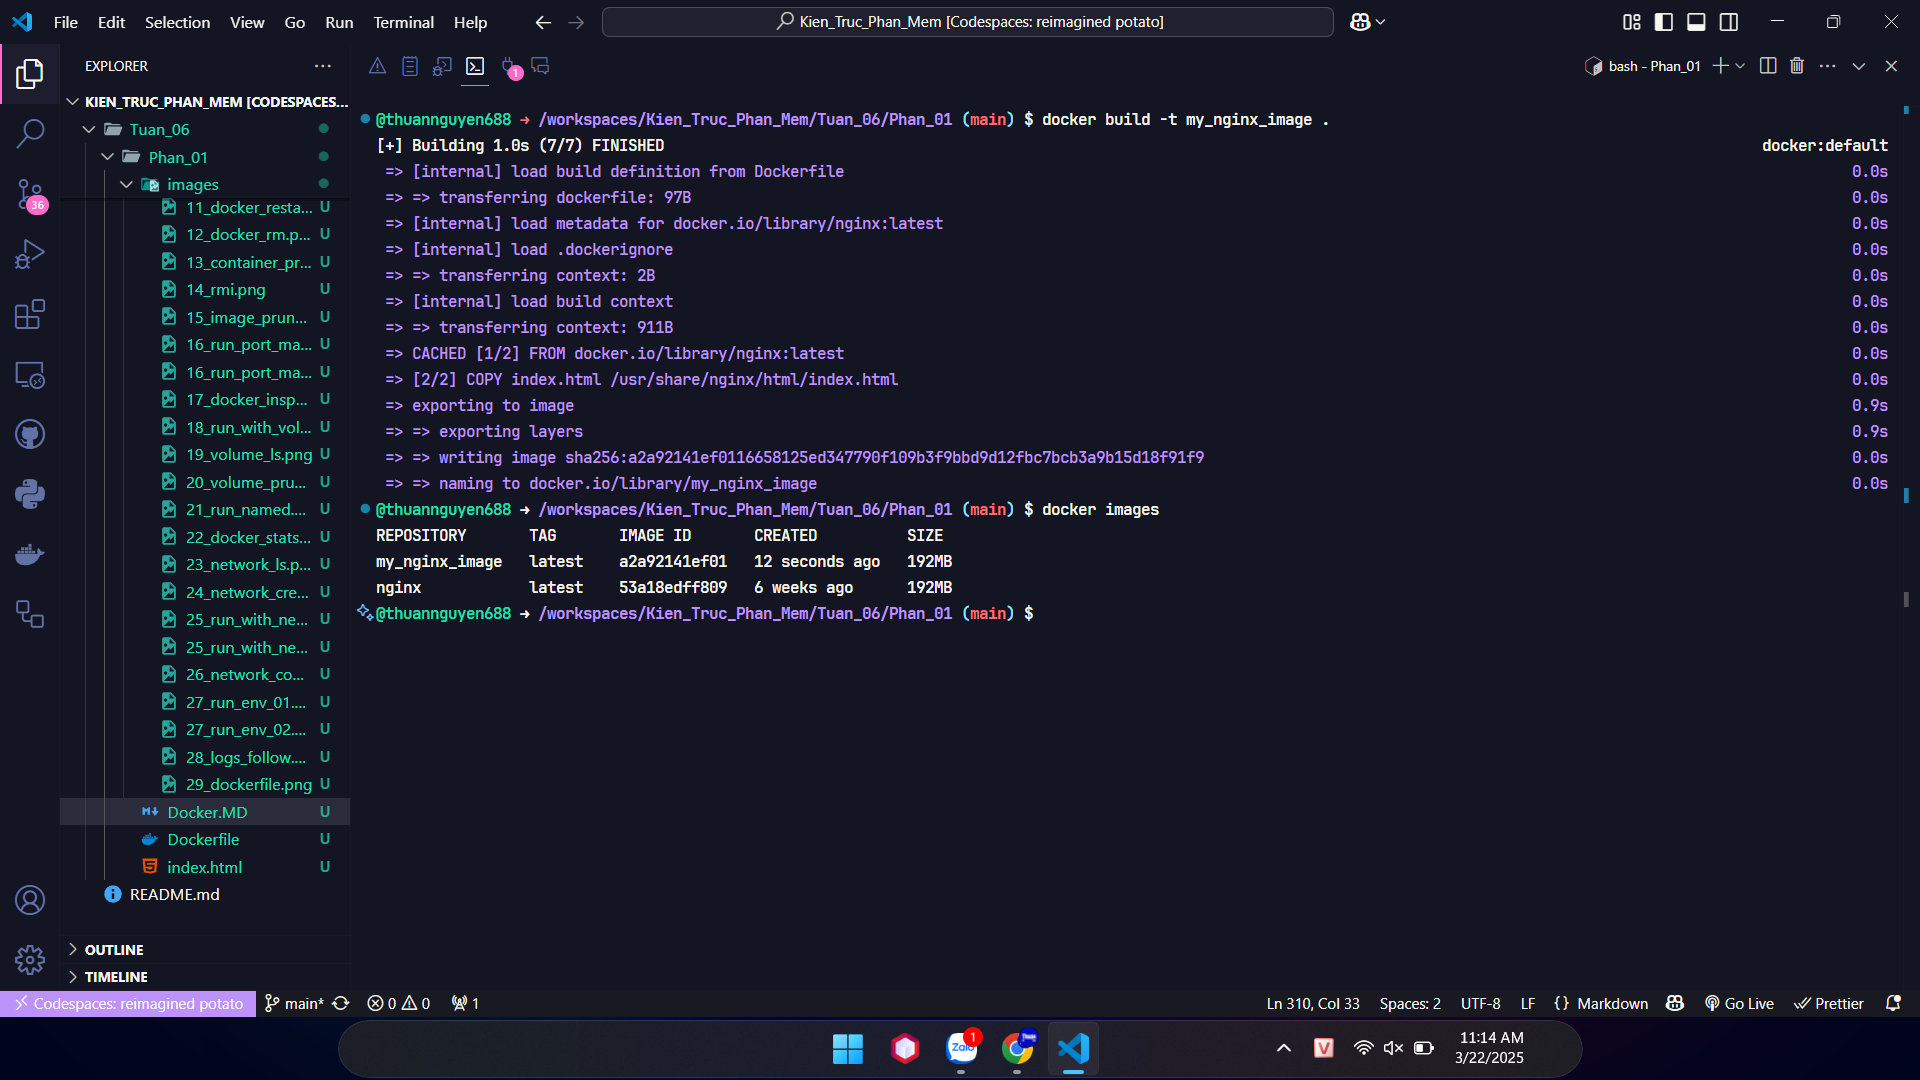 File Edit Selection View Go Run Terminal Help
Kien_Truc_Phan_Mem [Codespaces: reimagined potato]
EXPLORER
KIEN_TRUC_PHAN_MEM [CODESPACES...
Tuan_06
Phan_01
images
11_docker_resta... U
12_docker_rm.p... U
13_container_pr... U
14_rmi.png U
15_image_prun... U
16_run_port_ma... U
16_run_port_ma... U
17_docker_insp... U
18_run_with_vol... U
19_volume_ls.png U
20_volume_pru... U
21_run_named.... U
22_docker_stats... U
23_network_ls.p... U
24_network_cre... U
25_run_with_ne... U
25_run_with_ne... U
26_network_co... U
27_run_env_01.... U
27_run_env_02.... U
28_logs_follow.... U
29_dockerfile.png U
Docker.MD U
Dockerfile U
index.html U
README.md
OUTLINE
TIMELINE
36
1
bash - Phan_01
@thuannguyen688 → /workspaces/Kien_Truc_Phan_Mem/Tuan_06/Phan_01 (main) $ docker build -t my_nginx_image .
[+] Building 1.0s (7/7) FINISHED docker:default
=> [internal] load build definition from Dockerfile 0.0s
=> => transferring dockerfile: 97B 0.0s
=> [internal] load metadata for docker.io/library/nginx:latest 0.0s
=> [internal] load .dockerignore 0.0s
=> => transferring context: 2B 0.0s
=> [internal] load build context 0.0s
=> => transferring context: 911B 0.0s
=> CACHED [1/2] FROM docker.io/library/nginx:latest 0.0s
=> [2/2] COPY index.html /usr/share/nginx/html/index.html 0.0s
=> exporting to image 0.9s
=> => exporting layers 0.9s
=> => writing image sha256:a2a92141ef0116658125ed347790f109b3f9bbd9d12fbc7bcb3a9b15d18f91f9 0.0s
=> => naming to docker.io/library/my_nginx_image 0.0s
@thuannguyen688 → /workspaces/Kien_Truc_Phan_Mem/Tuan_06/Phan_01 (main) $ docker images
REPOSITORY TAG IMAGE ID CREATED SIZE
my_nginx_image latest a2a92141ef01 12 seconds ago 192MB
nginx latest 53a18edff809 6 weeks ago 192MB
@thuannguyen688 → /workspaces/Kien_Truc_Phan_Mem/Tuan_06/Phan_01 (main) $
Codespaces: reimagined potato main* 0 0 1 Ln 310, Col 33 Spaces: 2 UTF-8 LF {} Markdown Go Live Prettier
Zalo 1
V
11:14 AM
3/22/2025